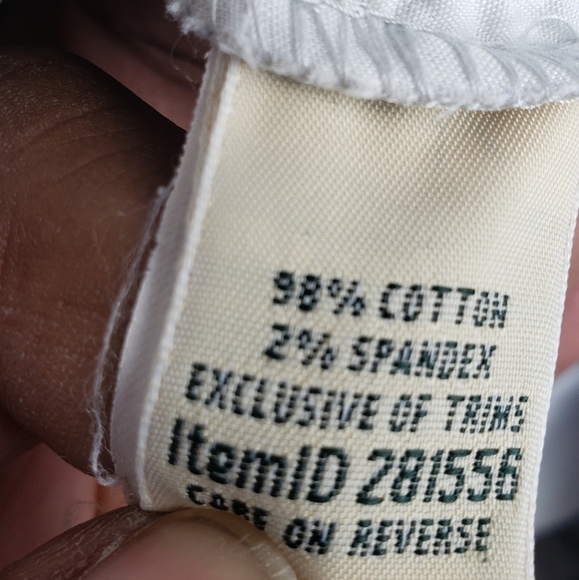 98% COTTON
2% SPANDEX
EXCLUSIVE OF TRIMS
ItemID 281556
CARE ON REVERSE